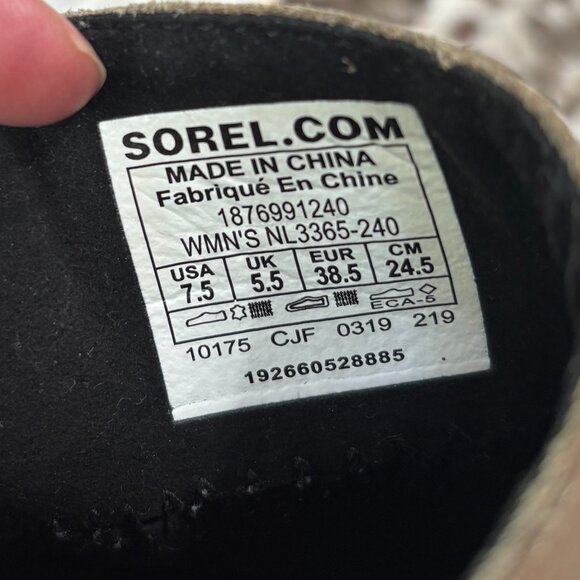 SOREL.COM
MADE IN CHINA
Fabriqué En Chine
1876991240
WMN'S NL3365-240
USA UK EUR CM
7.5 5.5 38.5 24.5
ECA-5
10175 CJF 0319 219
192660528885